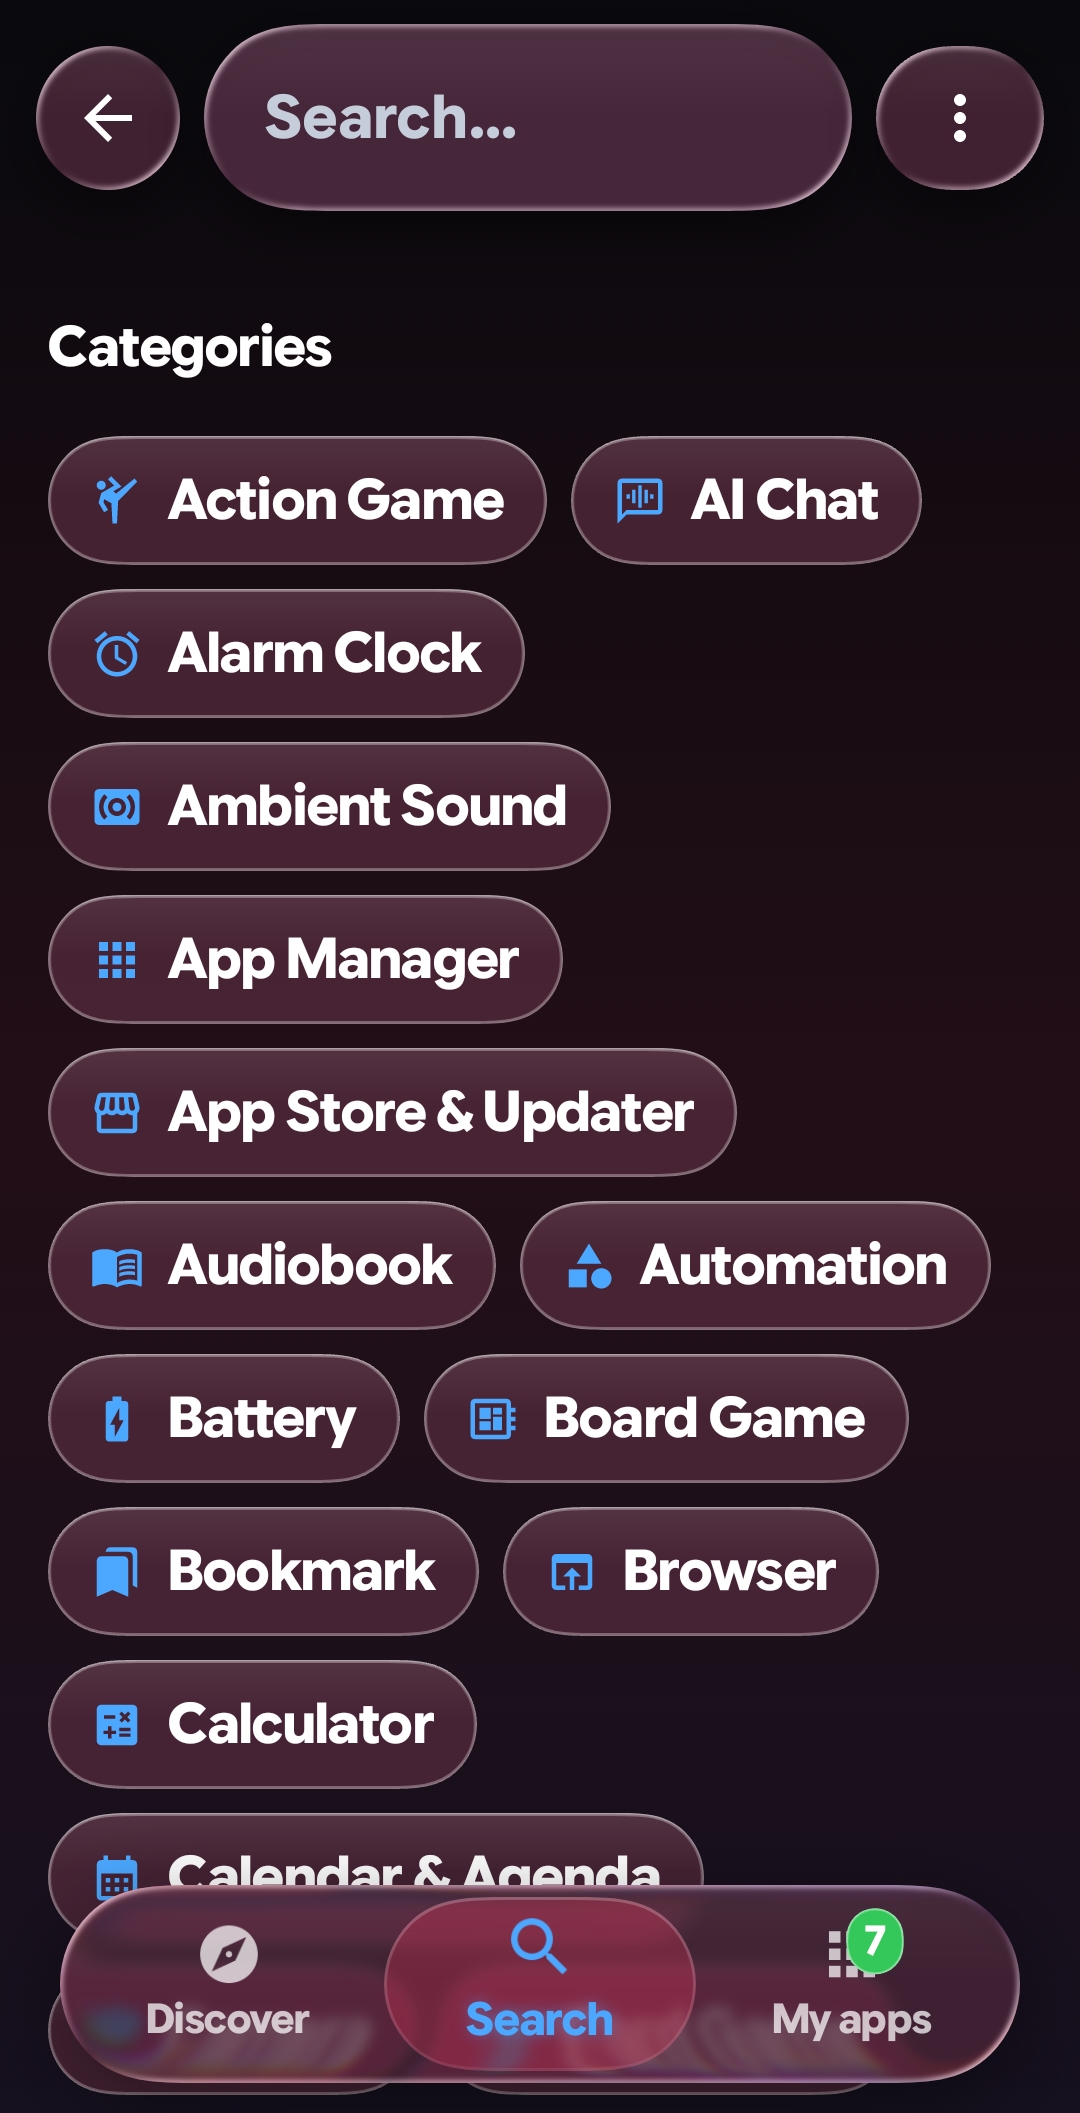 Search...
Categories
Action Game
AI Chat
Alarm Clock
Ambient Sound
App Manager
App Store & Updater
Audiobook
Automation
Battery
Board Game
Bookmark
Browser
Calculator
Calendar & Agenda
Discover
Search
7
My apps